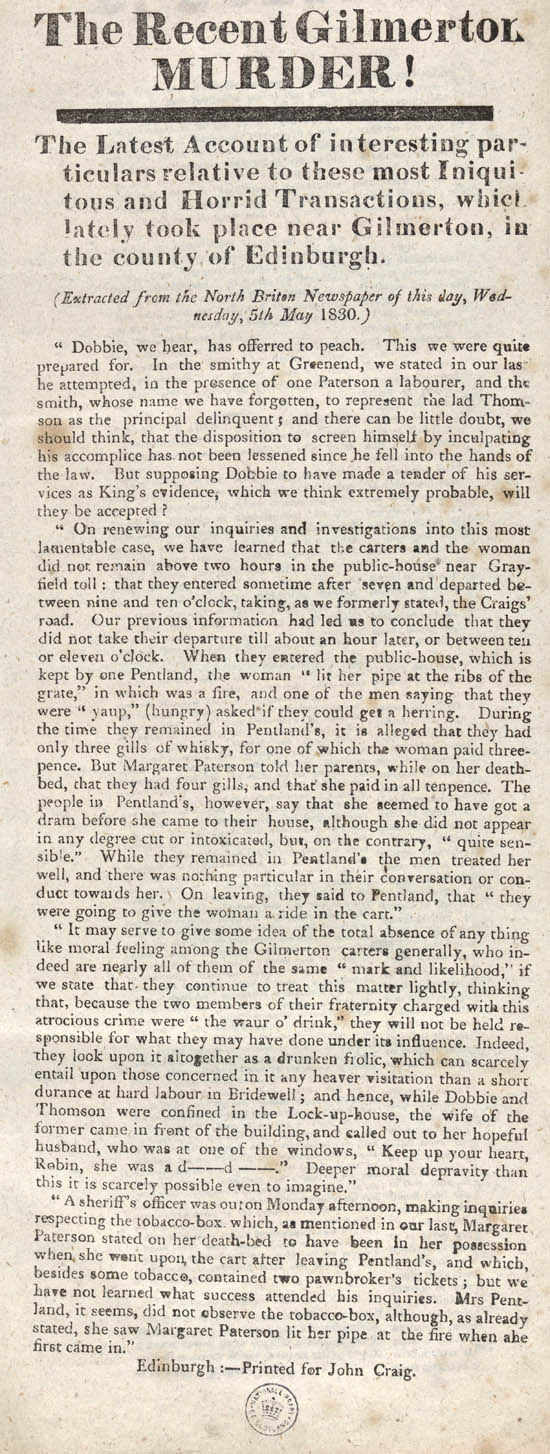 The Recent Gilmerton
MURDER!
The Latest Account of interesting par-
ticulars relative to these most Iniqui-
tous and Horrid Transactions, which
lately took place near Gilmerton, in
the county of Edinburgh.
(Extracted from the North Briton Newspaper of this day, Wed-
nesday, 5th May 1830.)
“ Dobbie, we hear, has offerred to peach. This we were quite
prepared for. In the smithy at Greenend, we stated in our las
he attempted, in the presence of one Paterson a labourer, and the
smith, whose name we have forgotten, to represent the lad Thom-
son as the principal delinquent; and there can be little doubt, we
should think, that the disposition to screen himself by inculpating
his accomplice has not been lessened since he fell into the hands of
the law. But supposing Dobbie to have made a tender of his ser-
vices as King's evidence, which we think extremely probable, will
they be accepted ?
“ On renewing our inquiries and investigations into this most
lamentable case, we have learned that the carters and the woman
did not remain above two hours in the public-house near Gray-
field toll : that they entered sometime after seven and departed be-
tween nine and ten o'clock, taking, as we formerly stated, the Craigs'
road. Our previous information had led us to conclude that they
did not take their departure till about an hour later, or between ten
or eleven o'clock. When they entered the public-house, which is
kept by one Pentland, the woman “ lit her pipe at the ribs of the
grate,” in which was a fire, and one of the men saying that they
were “ yaup,” (hungry) asked if they could get a herring. During
the time they remained in Pentland's, it is alleged that they had
only three gills of whisky, for one of which the woman paid three-
pence. But Margaret Paterson told her parents, while on her death-
bed, that they had four gills, and that she paid in all tenpence. The
people in Pentland's, however, say that she seemed to have got a
dram before she came to their house, although she did not appear
in any degree cut or intoxicated, but, on the contrary, “ quite sen-
sible.” While they remained in Pentland's the men treated her
well, and there was nothing particular in their conversation or con-
duct towards her. On leaving, they said to Pentland, that “ they
were going to give the woman a ride in the cart.”
“ It may serve to give some idea of the total absence of any thing
like moral feeling among the Gilmerton carters generally, who in-
deed are nearly all of them of the same “ mark and likelihood,” if
we state that they continue to treat this matter lightly, thinking
that, because the two members of their fraternity charged with this
atrocious crime were “ the waur o' drink,” they will not be held re-
sponsible for what they may have done under its influence. Indeed,
they look upon it altogether as a drunken frolic, which can scarcely
entail upon those concerned in it any heaver visitation than a short
durance at hard labour in Bridewell ; and hence, while Dobbie and
Thomson were confined in the Lock-up-house, the wife of the
former came in front of the building, and called out to her hopeful
husband, who was at one of the windows, “ Keep up your heart,
Robin, she was a d——d ——.” Deeper moral depravity than
this it is scarcely possible even to imagine.”
“ A sheriff's officer was out on Monday afternoon, making inquiries
respecting the tobacco-box which, as mentioned in our last, Margaret
Paterson stated on her death-bed to have been in her possession
when she went upon the cart after leaving Pentland's, and which,
besides some tobacco, contained two pawnbroker's tickets ; but we
have not learned what success attended his inquiries. Mrs Pent-
land, it seems, did not observe the tobacco-box, although, as already
stated, she saw Margaret Paterson lit her pipe at the fire when she
first came in.”
Edinburgh :—Printed for John Craig.
NATIONAL LIBRARY
SCOTLAND